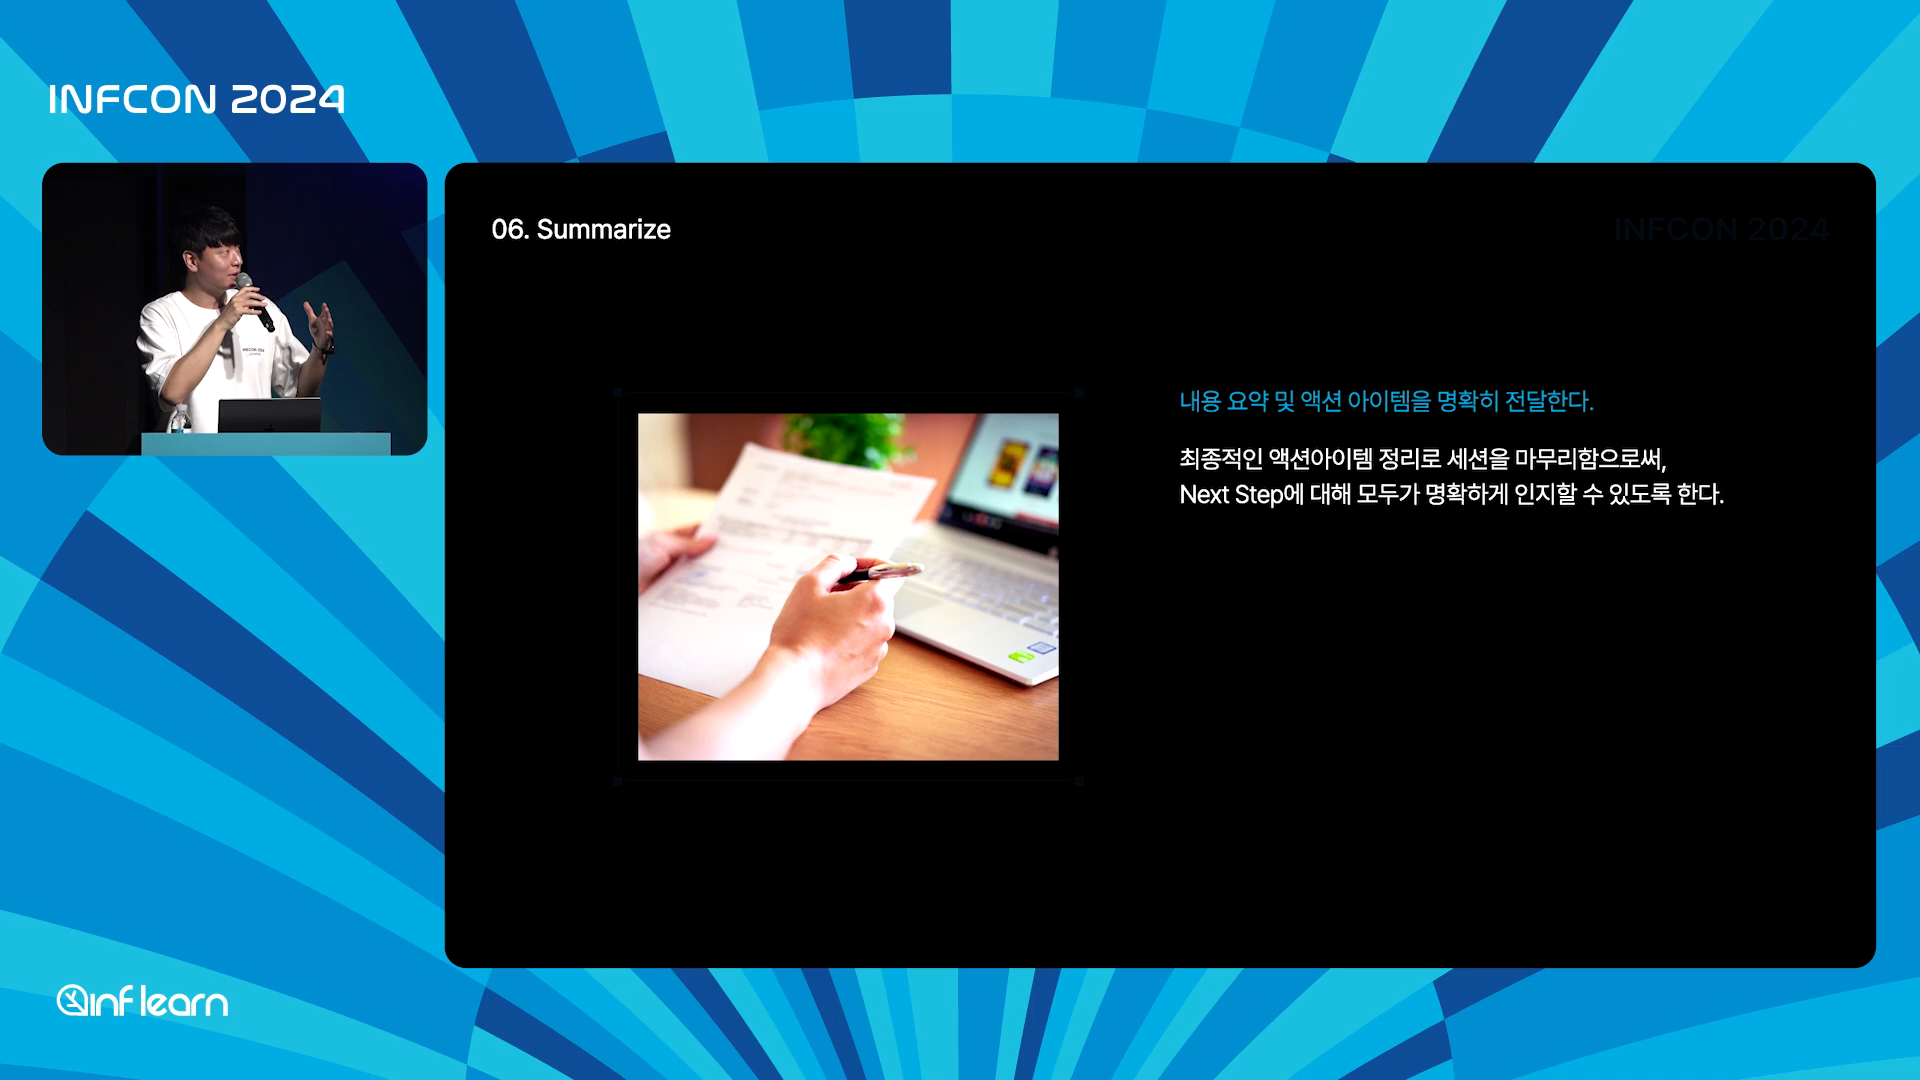 INFCON 2024
06. Summarize
INFCON 2024
내용 요약 및 액션 아이템을 명확히 전달한다.
최종적인 액션아이템 정리로 세션을 마무리함으로써,
Next Step에 대해 모두가 명확하게 인지할 수 있도록 한다.
INFCON 2024
inflearn